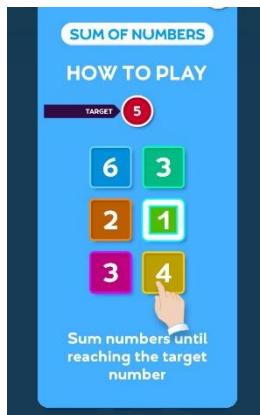 SUM OF NUMBERS
HOW TO PLAY
TARGET 5
6 3
2 1
3 4
Sum numbers until
reaching the target
number